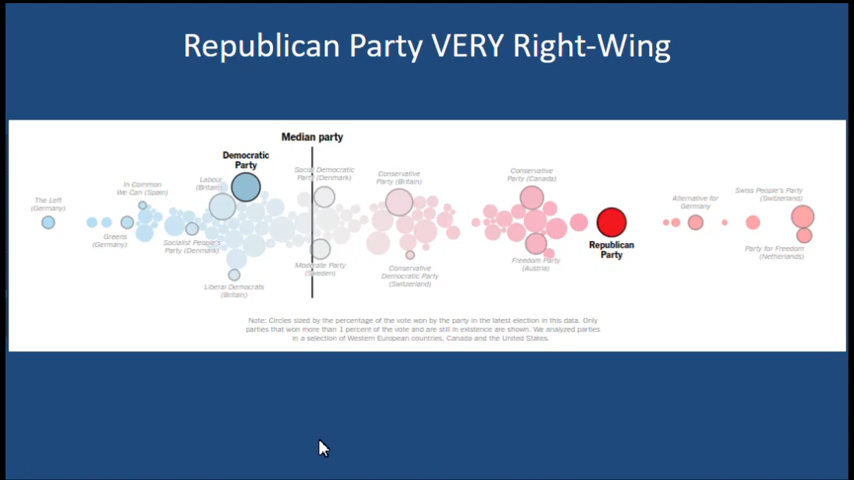 Republican Party VERY Right-Wing
Median party
Democratic
Party
Social Democratic
Party (Denmark)
Conservative
Party (Britain)
Conservative
Party (Canada)
Labour
(Britain)
In Common
We Can (Spain)
The Left
(Germany)
Alternative for
Germany
Swiss People's Party
(Switzerland)
Greens
(Germany)
Socialist People's
Party (Denmark)
Republican
Party
Party for Freedom
(Netherlands)
Moderate Party
(Sweden)
Conservative
Democratic Party
(Switzerland)
Freedom Party
(Austria)
Liberal Democrats
(Britain)
Note: Circles sized by the percentage of the vote won by the party in the latest election in this data. Only
parties that won more than 1 percent of the vote and are still in existence are shown. We analyzed parties
in a selection of Western European countries, Canada and the United States.